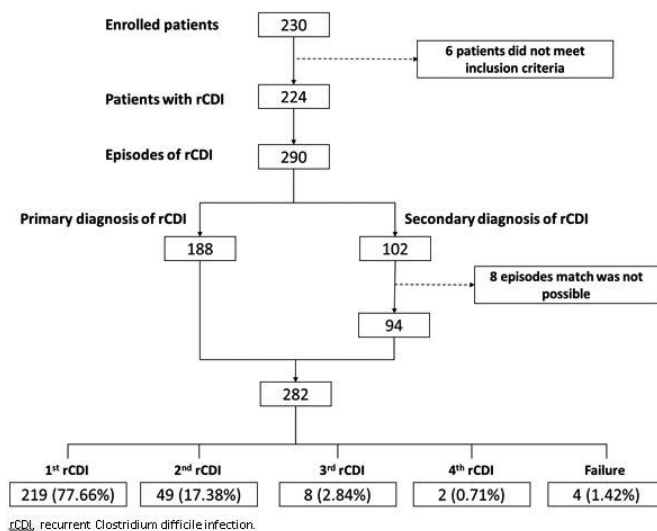 Enrolled patients
230
6 patients did not meet
inclusion criteria
Patients with rCDI
224
Episodes of rCDI
290
Primary diagnosis of rCDI
Secondary diagnosis of rCDI
188
102
8 episodes match was not
possible
94
282
1st rCDI
2nd rCDI
3rd rCDI
4th rCDI
Failure
219 (77.66%)
49 (17.38%)
8 (2.84%)
2 (0.71%)
4 (1.42%)
rCDI, recurrent Clostridium difficile infection.